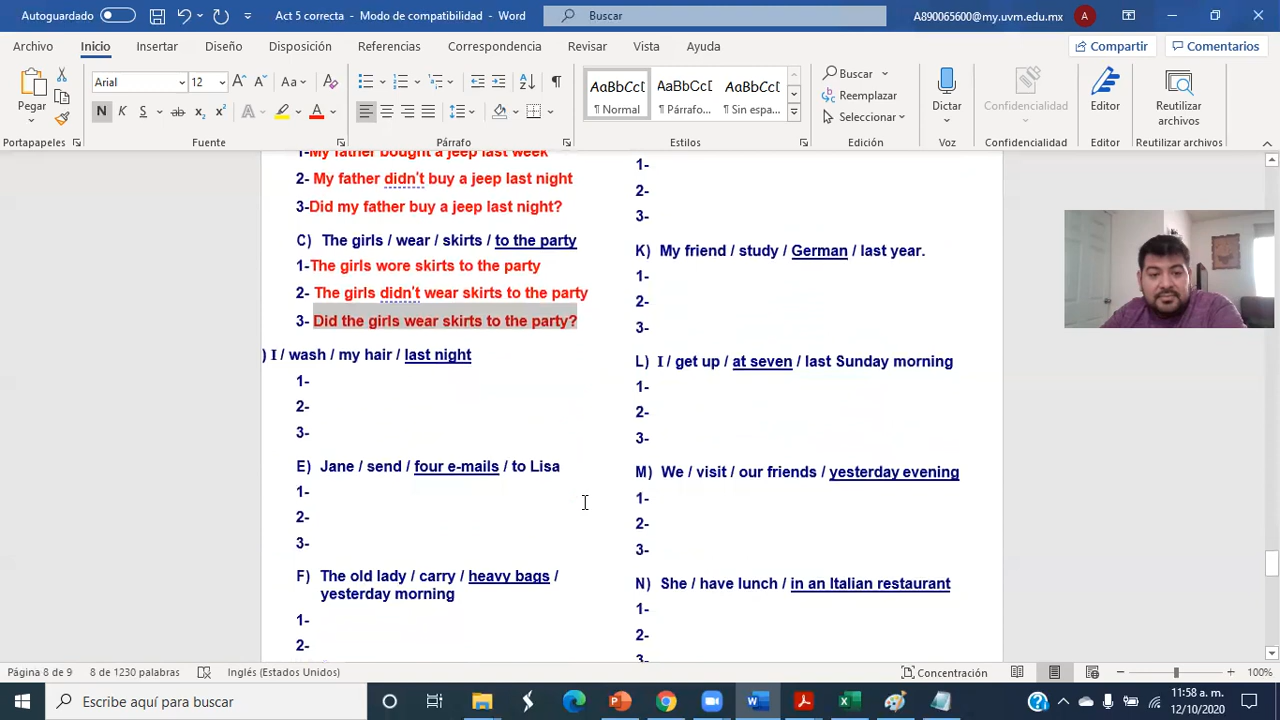 Autoguardado
Act 5 correcta - Modo de compatibilidad - Word
Buscar
A890065600@my.uvm.edu.mx
A
Archivo
Inicio
Insertar
Diseño
Disposición
Referencias
Correspondencia
Revisar
Vista
Ayuda
Compartir
Comentarios
Pegar
Arial
12
Aa
N K S ab x₂ x²
A A
AaBbCcI
AaBbC(
AaBbCcI
¶ Normal
¶ Párrafo...
¶ Sin espa...
Buscar
Reemplazar
Seleccionar
Dictar
Confidencialidad
Editor
Reutilizar
archivos
Portapapeles
Fuente
Párrafo
Estilos
Edición
Voz
Confidencialidad
Editor
Reutilizar archivos
1-My father bought a jeep last week
2- My father didn't buy a jeep last night
3-Did my father buy a jeep last night?
C) The girls / wear / skirts / to the party
1-The girls wore skirts to the party
2- The girls didn't wear skirts to the party
3- Did the girls wear skirts to the party?
) I / wash / my hair / last night
1-
2-
3-
E) Jane / send / four e-mails / to Lisa
1-
2-
3-
F) The old lady / carry / heavy bags /
yesterday morning
1-
2-
1-
2-
3-
K) My friend / study / German / last year.
1-
2-
3-
L) I / get up / at seven / last Sunday morning
1-
2-
3-
M) We / visit / our friends / yesterday evening
1-
2-
3-
N) She / have lunch / in an Italian restaurant
1-
2-
3-
Página 8 de 9
8 de 1230 palabras
Inglés (Estados Unidos)
Concentración
100%
Escribe aquí para buscar
11:58 a. m.
12/10/2020